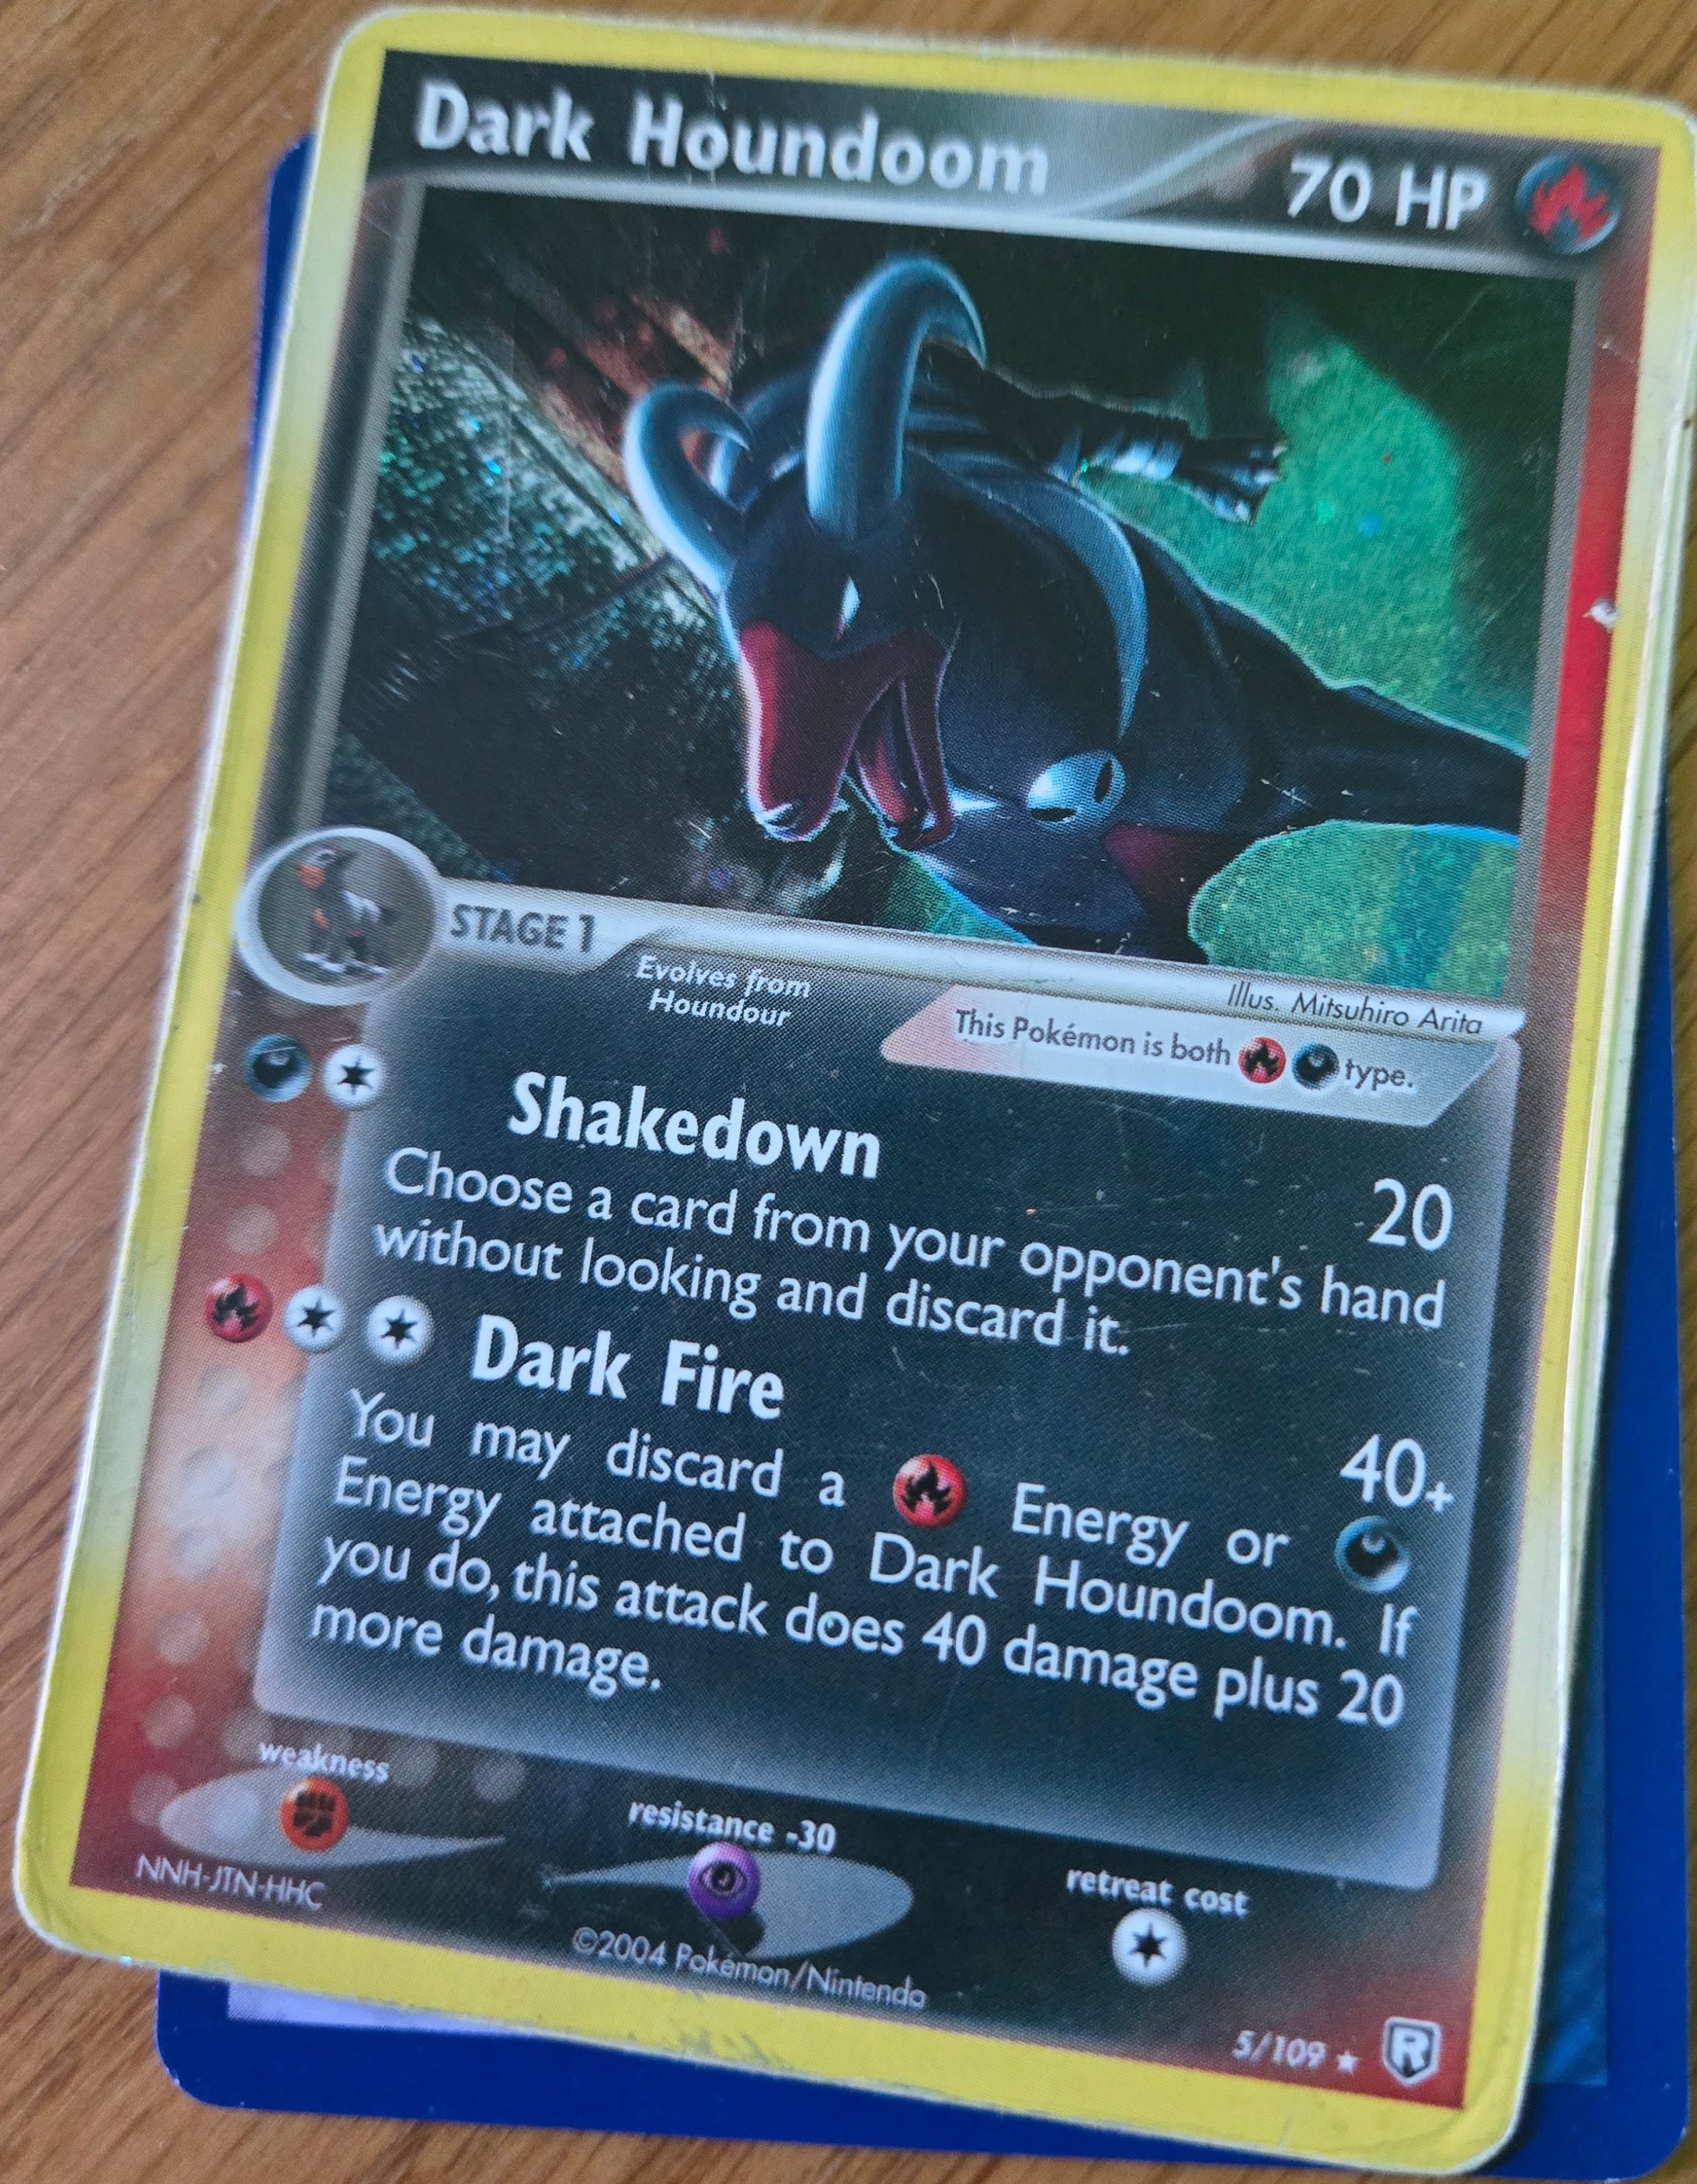 Dark Houndoom 70 HP
STAGE 1
Evolves from
Houndour
Illus. Mitsuhiro Arita
This Pokémon is both type.
Shakedown 20
Choose a card from your opponent's hand
without looking and discard it.
Dark Fire 40+
You may discard a Energy or
Energy attached to Dark Houndoom. If
you do, this attack does 40 damage plus 20
more damage.
weakness
resistance -30
retreat cost
NNH-JTN-HHC
©2004 Pokémon/Nintendo
5/109 ★ R